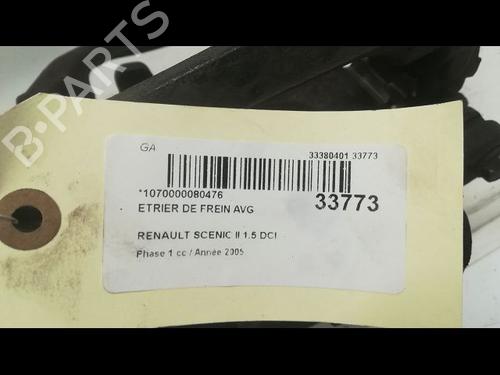 B-PARTS
GA
33380401 33773
*1070000080476
33773
ETRIER DE FREIN AVG
RENAULT SCENIC II 1.5 DCI
Phase 1 cc / Année 2005